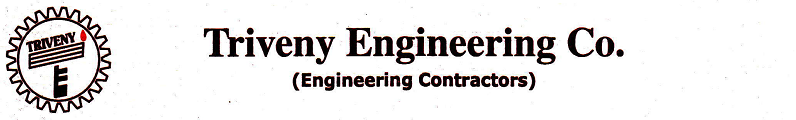 TRIVENY
Triveny Engineering Co.
(Engineering Contractors)